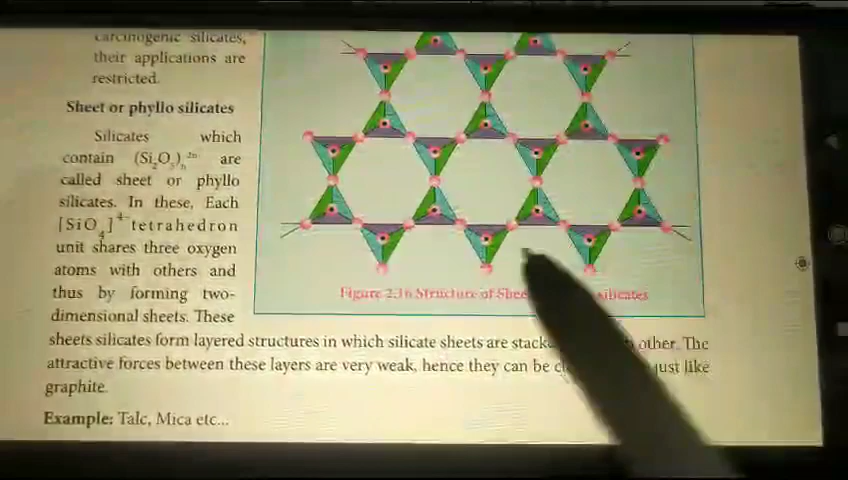 carcinogenic silicates,
their applications are
restricted.
Sheet or phyllo silicates
Silicates which
contain (Si₂O₅)ₙ²ⁿ⁻ are
called sheet or phyllo
silicates. In these, Each
[SiO₄]⁴⁻ tetrahedron
unit shares three oxygen
atoms with others and
thus by forming two-
dimensional sheets. These
sheets silicates form layered structures in which silicate sheets are stack other. The
attractive forces between these layers are very weak, hence they can be just like
graphite.
Example: Talc, Mica etc...
Figure 2.16 Structure of silicates